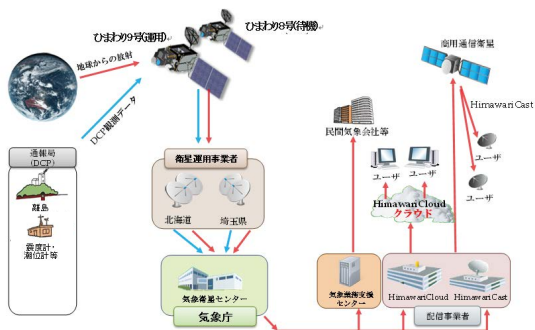 ひまわり9号(運用)
ひまわり8号(待機)
地球からの放射
DCP観測データ
通報局
(DCP)
離島
震度計・
潮位計等
衛星運用事業者
北海道
埼玉県
気象衛星センター
気象庁
商用通信衛星
HimawariCast
民間気象会社等
ユーザ
ユーザ
ユーザ
ユーザ
HimawariCloud
クラウド
気象業務支援
センター
HimawariCloud
HimawariCast
配信事業者